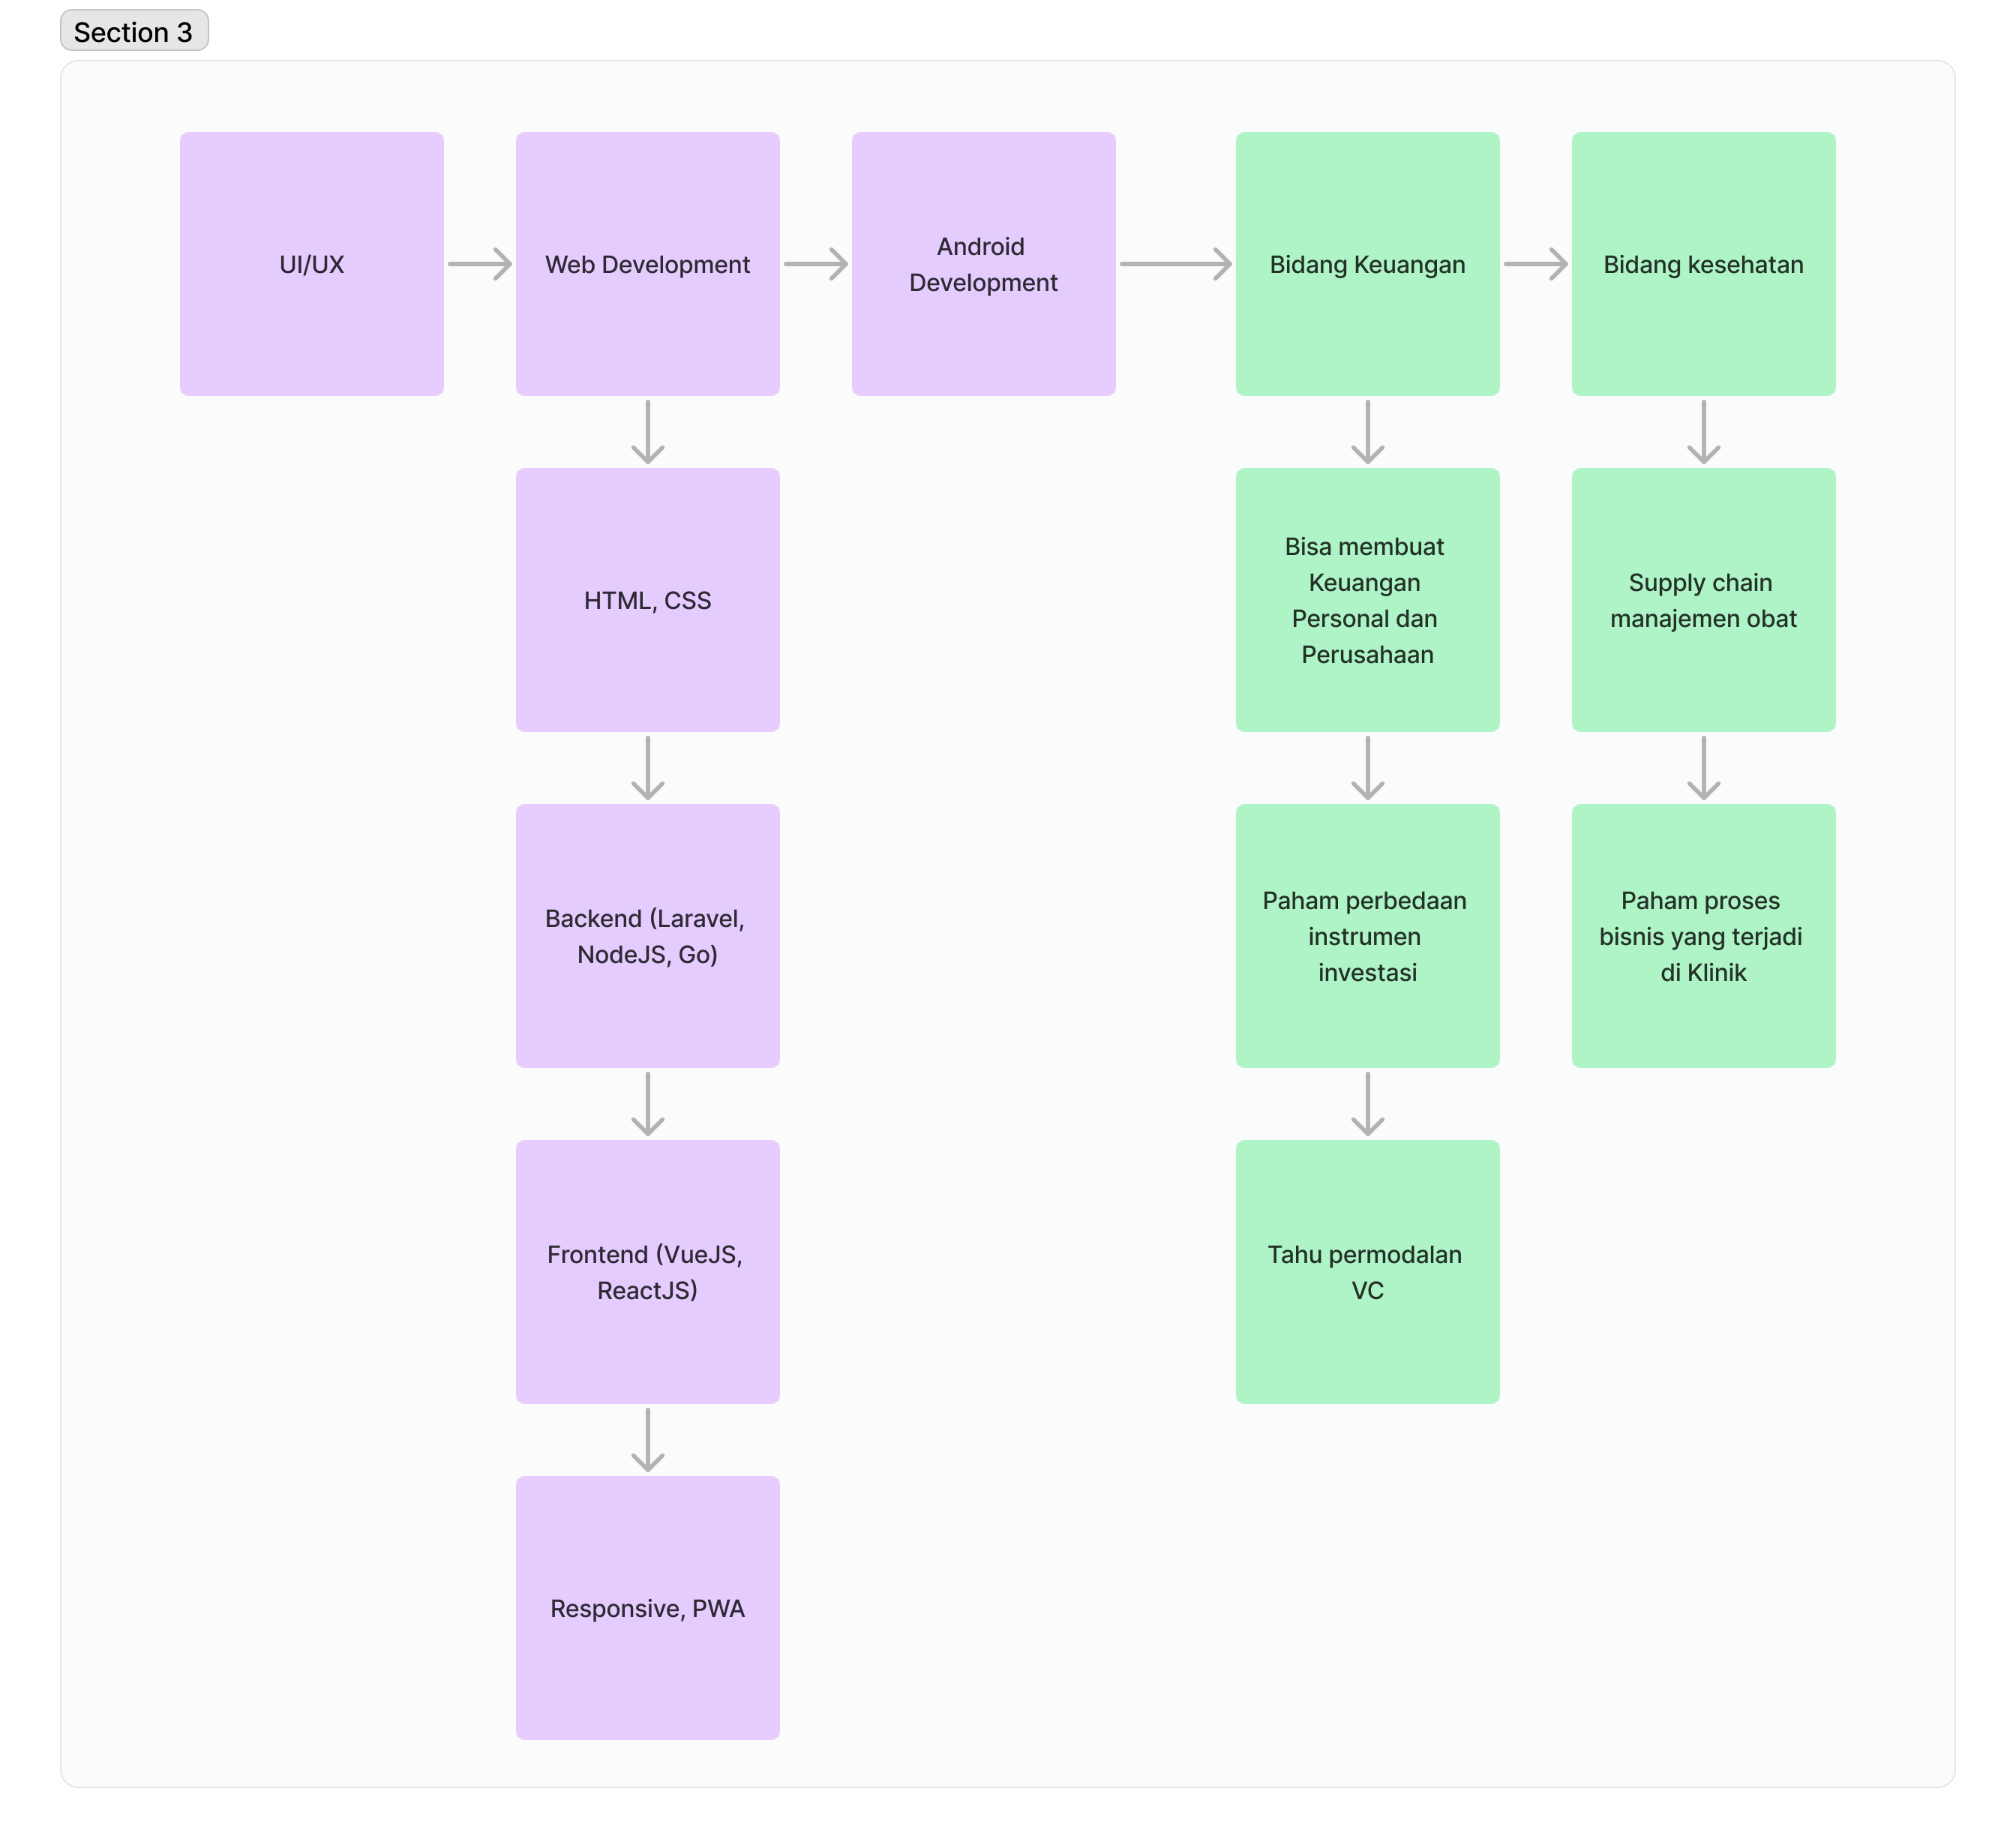 Section 3
UI/UX
Web Development
Android
Development
Bidang Keuangan
Bidang kesehatan
HTML, CSS
Bisa membuat
Keuangan
Personal dan
Perusahaan
Supply chain
manajemen obat
Backend (Laravel,
NodeJS, Go)
Paham perbedaan
instrumen
investasi
Paham proses
bisnis yang terjadi
di Klinik
Frontend (VueJS,
ReactJS)
Tahu permodalan
VC
Responsive, PWA